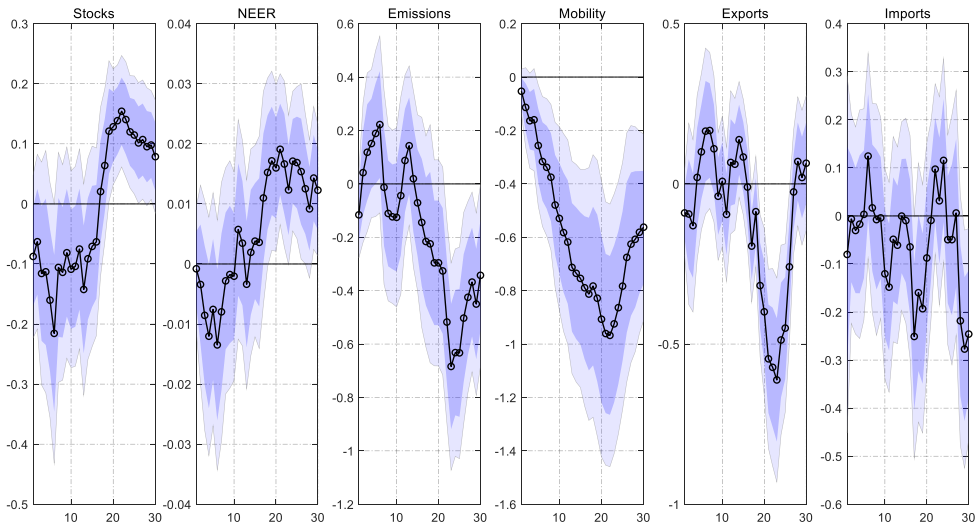 Stocks NEER Emissions Mobility Exports Imports
0.3 0.04 0.6 0.2 0.5 0.4
0.2 0.03 0.4 0 0 0.3
0.1 0.02 0.2 -0.2 -0.5 0.2
0 0.01 0 -0.4 -1 0.1
-0.1 0 -0.2 -0.6 0
-0.2 -0.01 -0.4 -0.8 -0.1
-0.3 -0.02 -0.6 -1 -0.2
-0.4 -0.03 -0.8 -1.2 -0.3
-0.5 -0.04 -1 -1.4 -0.4
-1.2 -1.6 -0.5
-0.6
10 20 30 10 20 30 10 20 30 10 20 30 10 20 30 10 20 30